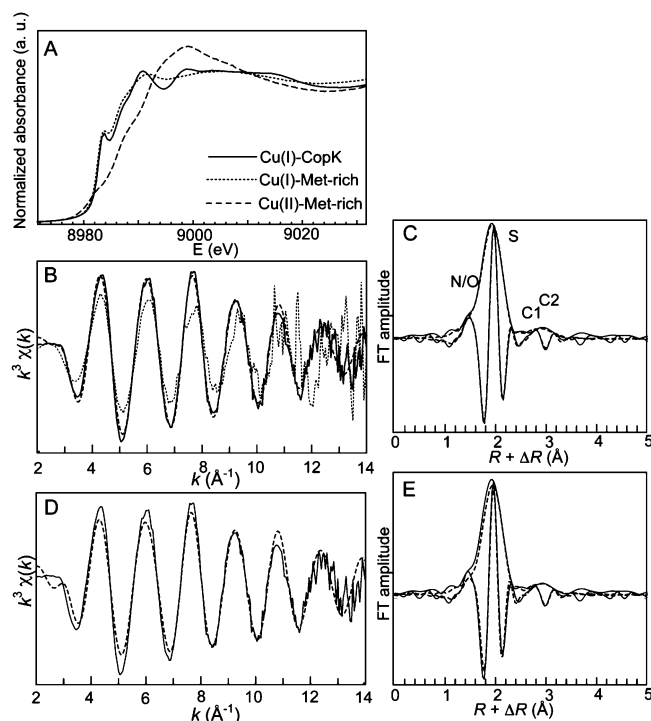 A
Normalized absorbance (a. u.)
Cu(I)-CopK
Cu(I)-Met-rich
Cu(II)-Met-rich
8980 9000 9020
E (eV)
B
k³ χ(k)
2 4 6 8 10 12 14
k (Å⁻¹)
C
S
N/O
C1 C2
FT amplitude
0 1 2 3 4 5
R + ΔR (Å)
D
k³ χ(k)
2 4 6 8 10 12 14
k (Å⁻¹)
E
FT amplitude
0 1 2 3 4 5
R + ΔR (Å)